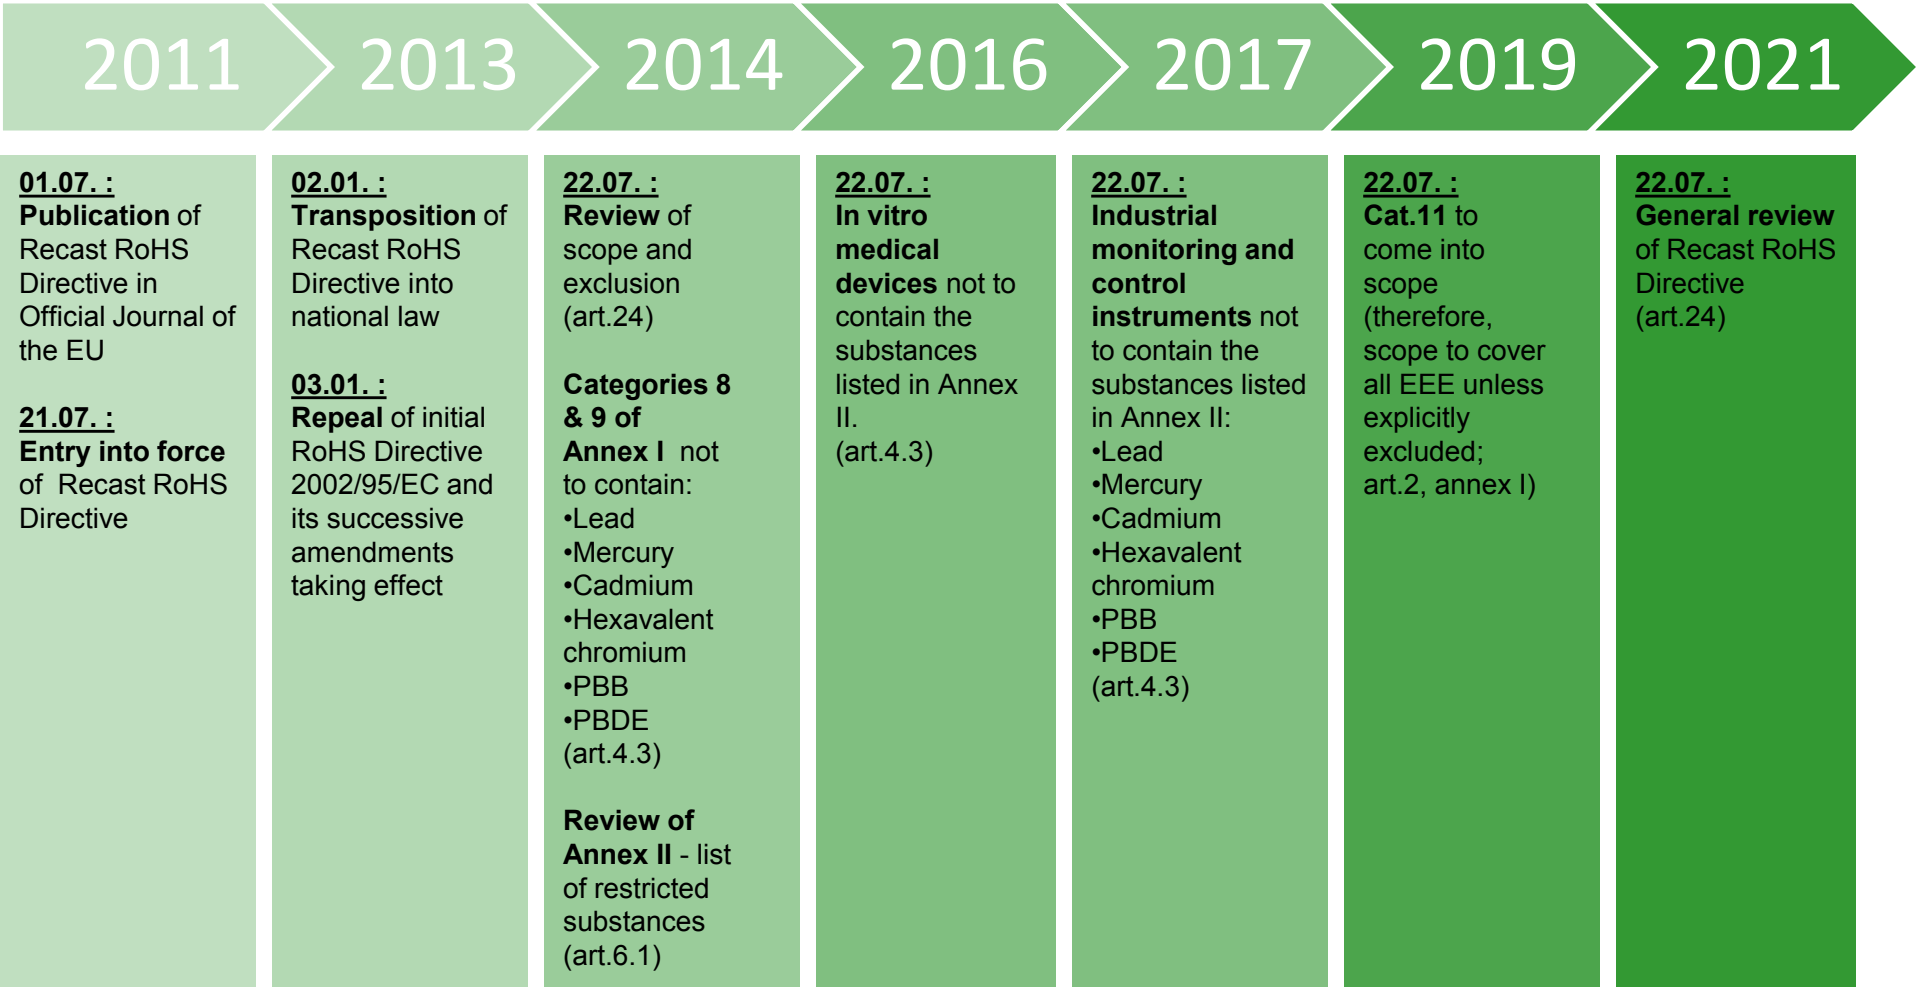 2011
2013
2014
2016
2017
2019
2021
01.07. :
Publication of
Recast RoHS
Directive in
Official Journal of
the EU
21.07. :
Entry into force
of Recast RoHS
Directive
02.01. :
Transposition of
Recast RoHS
Directive into
national law
03.01. :
Repeal of initial
RoHS Directive
2002/95/EC and
its successive
amendments
taking effect
22.07. :
Review of
scope and
exclusion
(art.24)
Categories 8
& 9 of
Annex I not
to contain:
•Lead
•Mercury
•Cadmium
•Hexavalent
chromium
•PBB
•PBDE
(art.4.3)
Review of
Annex II - list
of restricted
substances
(art.6.1)
22.07. :
In vitro
medical
devices not to
contain the
substances
listed in Annex
II.
(art.4.3)
22.07. :
Industrial
monitoring and
control
instruments not
to contain the
substances listed
in Annex II:
•Lead
•Mercury
•Cadmium
•Hexavalent
chromium
•PBB
•PBDE
(art.4.3)
22.07. :
Cat.11 to
come into
scope
(therefore,
scope to cover
all EEE unless
explicitly
excluded;
art.2, annex I)
22.07. :
General review
of Recast RoHS
Directive
(art.24)